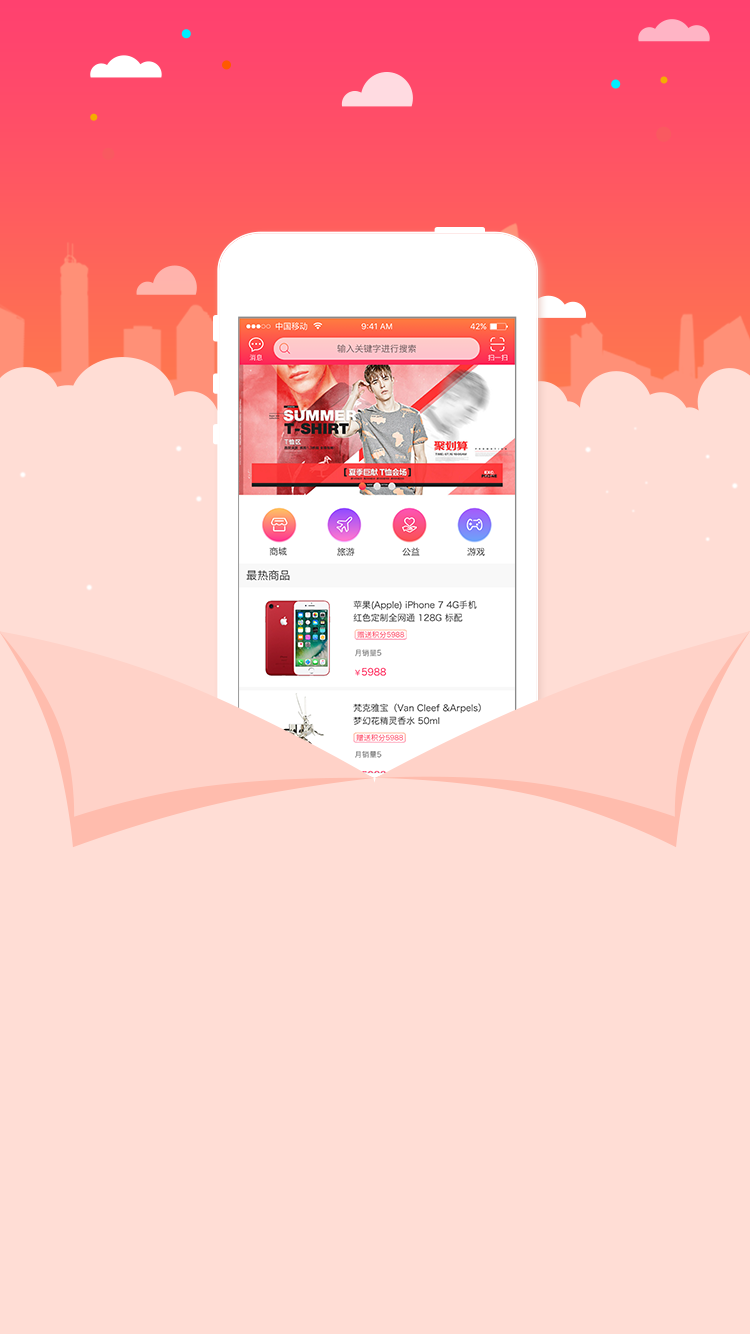 中国移动
9:41 AM
42%
消息
输入关键字进行搜索
扫一扫
SUMMER
T-SHIRT
T恤区
聚划算
[夏季巨献 T恤会场]
商城
旅游
公益
游戏
最热商品
苹果(Apple) iPhone 7 4G手机
红色定制全网通 128G 标配
赠送积分5988
月销量5
¥5988
梵克雅宝（Van Cleef &Arpels）
梦幻花精灵香水 50ml
赠送积分5988
月销量5